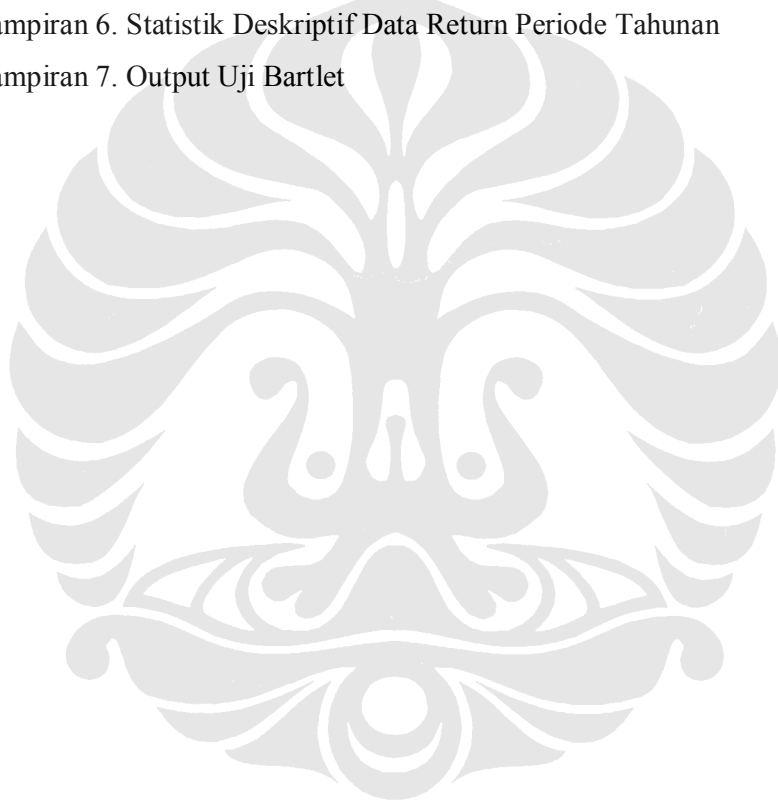 ampiran 6. Statistik Deskriptif Data Return Periode Tahunan
ampiran 7. Output Uji Bartlet